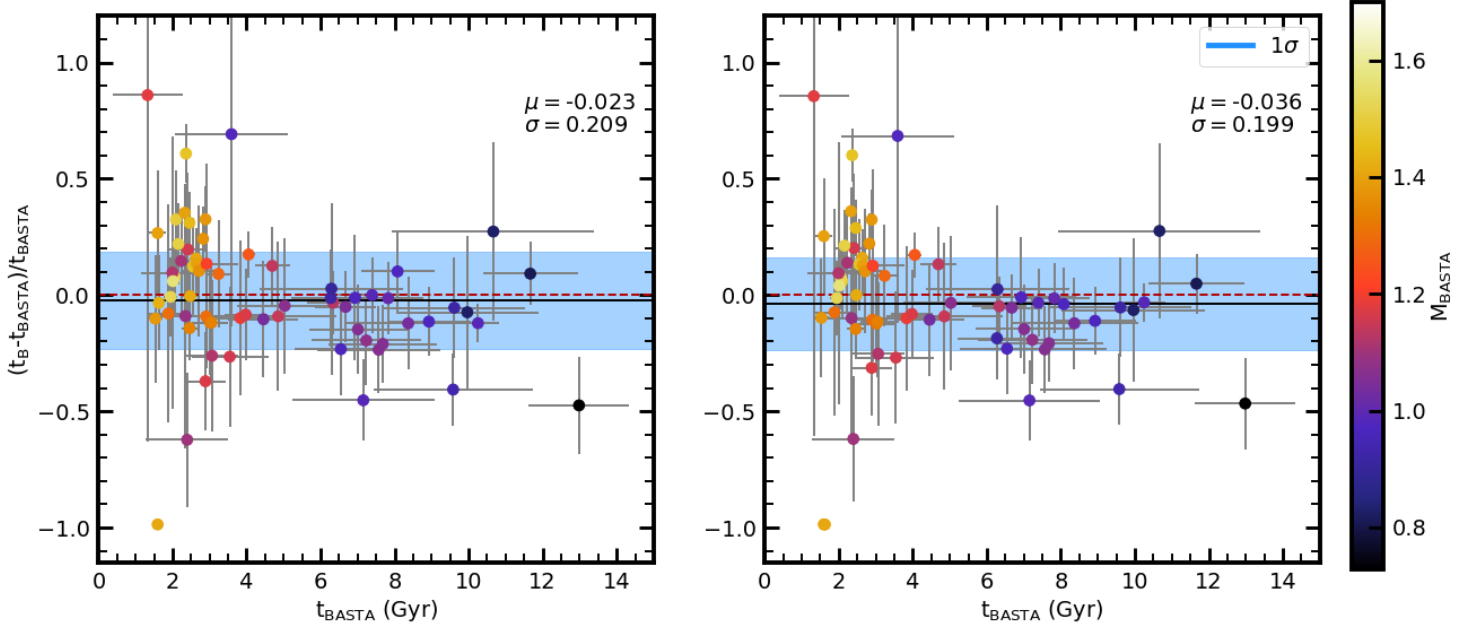 1.0
0.5
0.0
−0.5
−1.0
(t_B-t_BASTA)/t_BASTA
μ = -0.023
σ = 0.209
0 2 4 6 8 10 12 14
t_BASTA (Gyr)
1.0
0.5
0.0
−0.5
−1.0
1σ
μ = -0.036
σ = 0.199
0 2 4 6 8 10 12 14
t_BASTA (Gyr)
1.6
1.4
1.2
1.0
0.8
M_BASTA